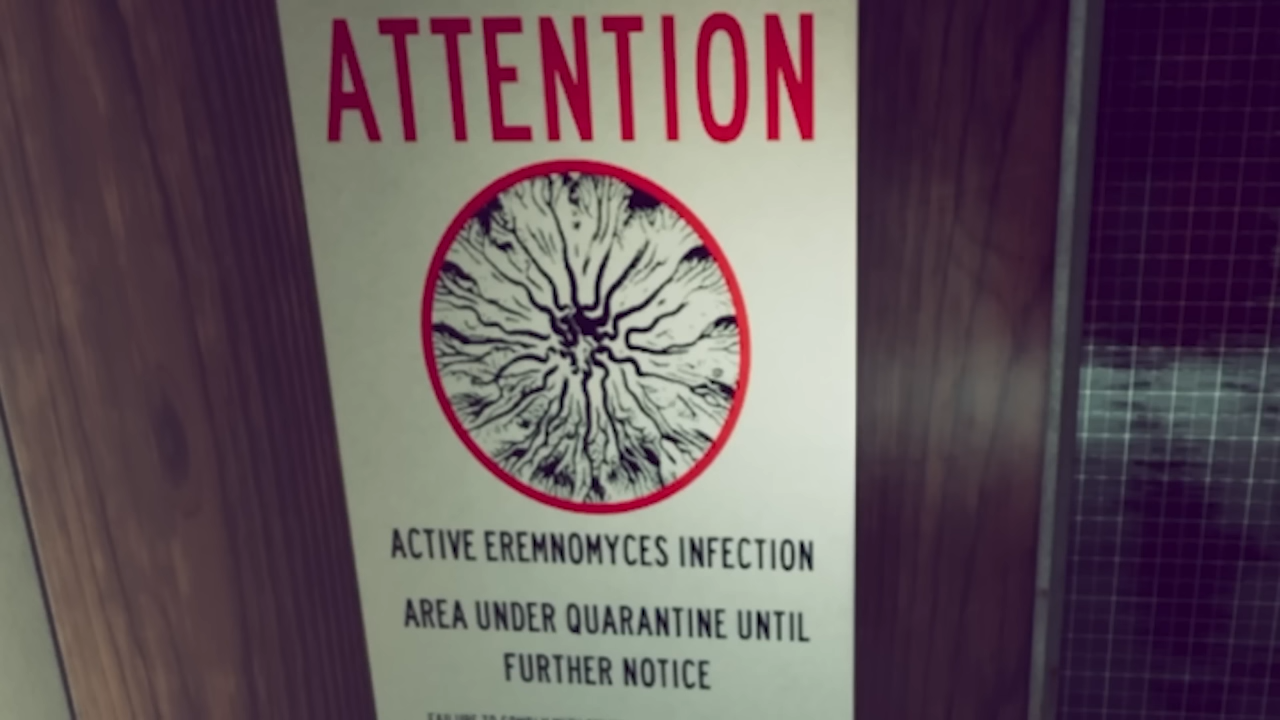 ATTENTION
ACTIVE EREMNOMYCES INFECTION
AREA UNDER QUARANTINE UNTIL
FURTHER NOTICE